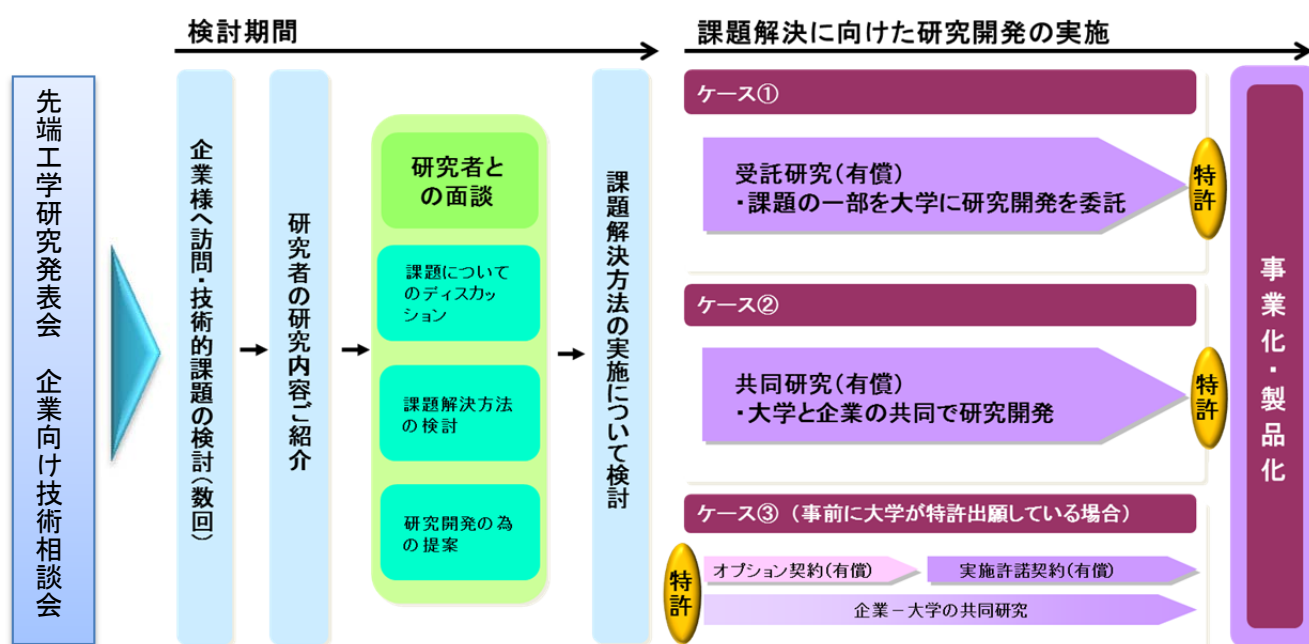 検討期間
課題解決に向けた研究開発の実施
先端工学研究発表会　企業向け技術相談会
企業様へ訪問・技術的課題の検討（数回）
研究者の研究内容ご紹介
研究者と
の面談
課題について
のディスカッ
ション
課題解決方法
の検討
研究開発の為
の提案
課題解決方法の実施について検討
ケース①
受託研究（有償）
・課題の一部を大学に研究開発を委託
特許
ケース②
共同研究（有償）
・大学と企業の共同で研究開発
特許
ケース③（事前に大学が特許出願している場合）
特許
オプション契約（有償）
実施許諾契約（有償）
企業－大学の共同研究
事業化・製品化